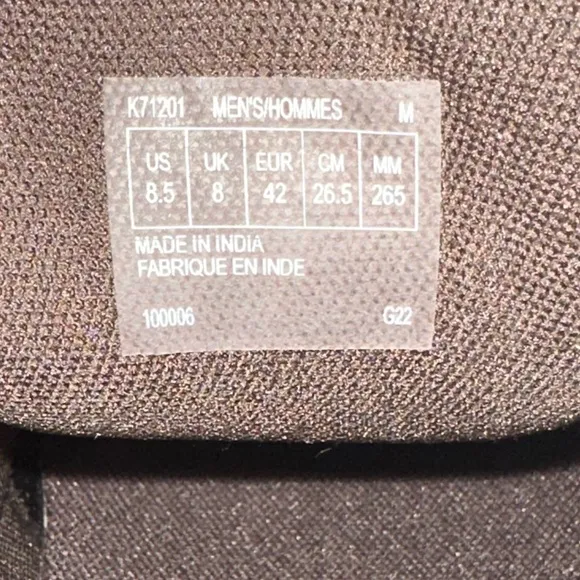 K71201 MEN'S/HOMMES M
US UK EUR CM MM
8.5 8 42 26.5 265
MADE IN INDIA
FABRIQUE EN INDE
100006 G22